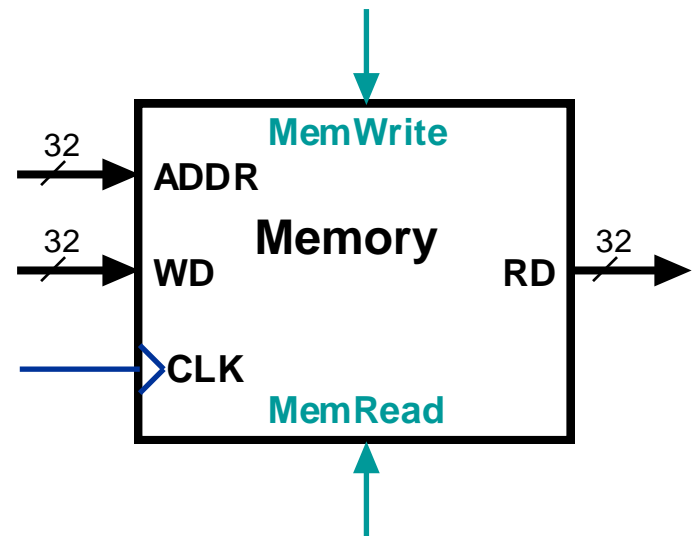 MemWrite
32
ADDR
Memory
32
WD
32
RD
CLK
MemRead